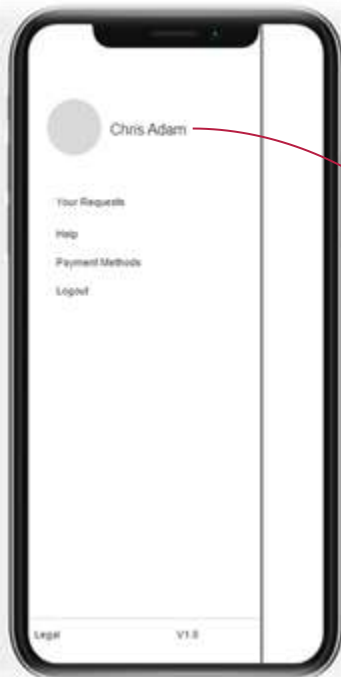 Chris Adam
Your Requests
Help
Payment Methods
Logout
Legal V1.0